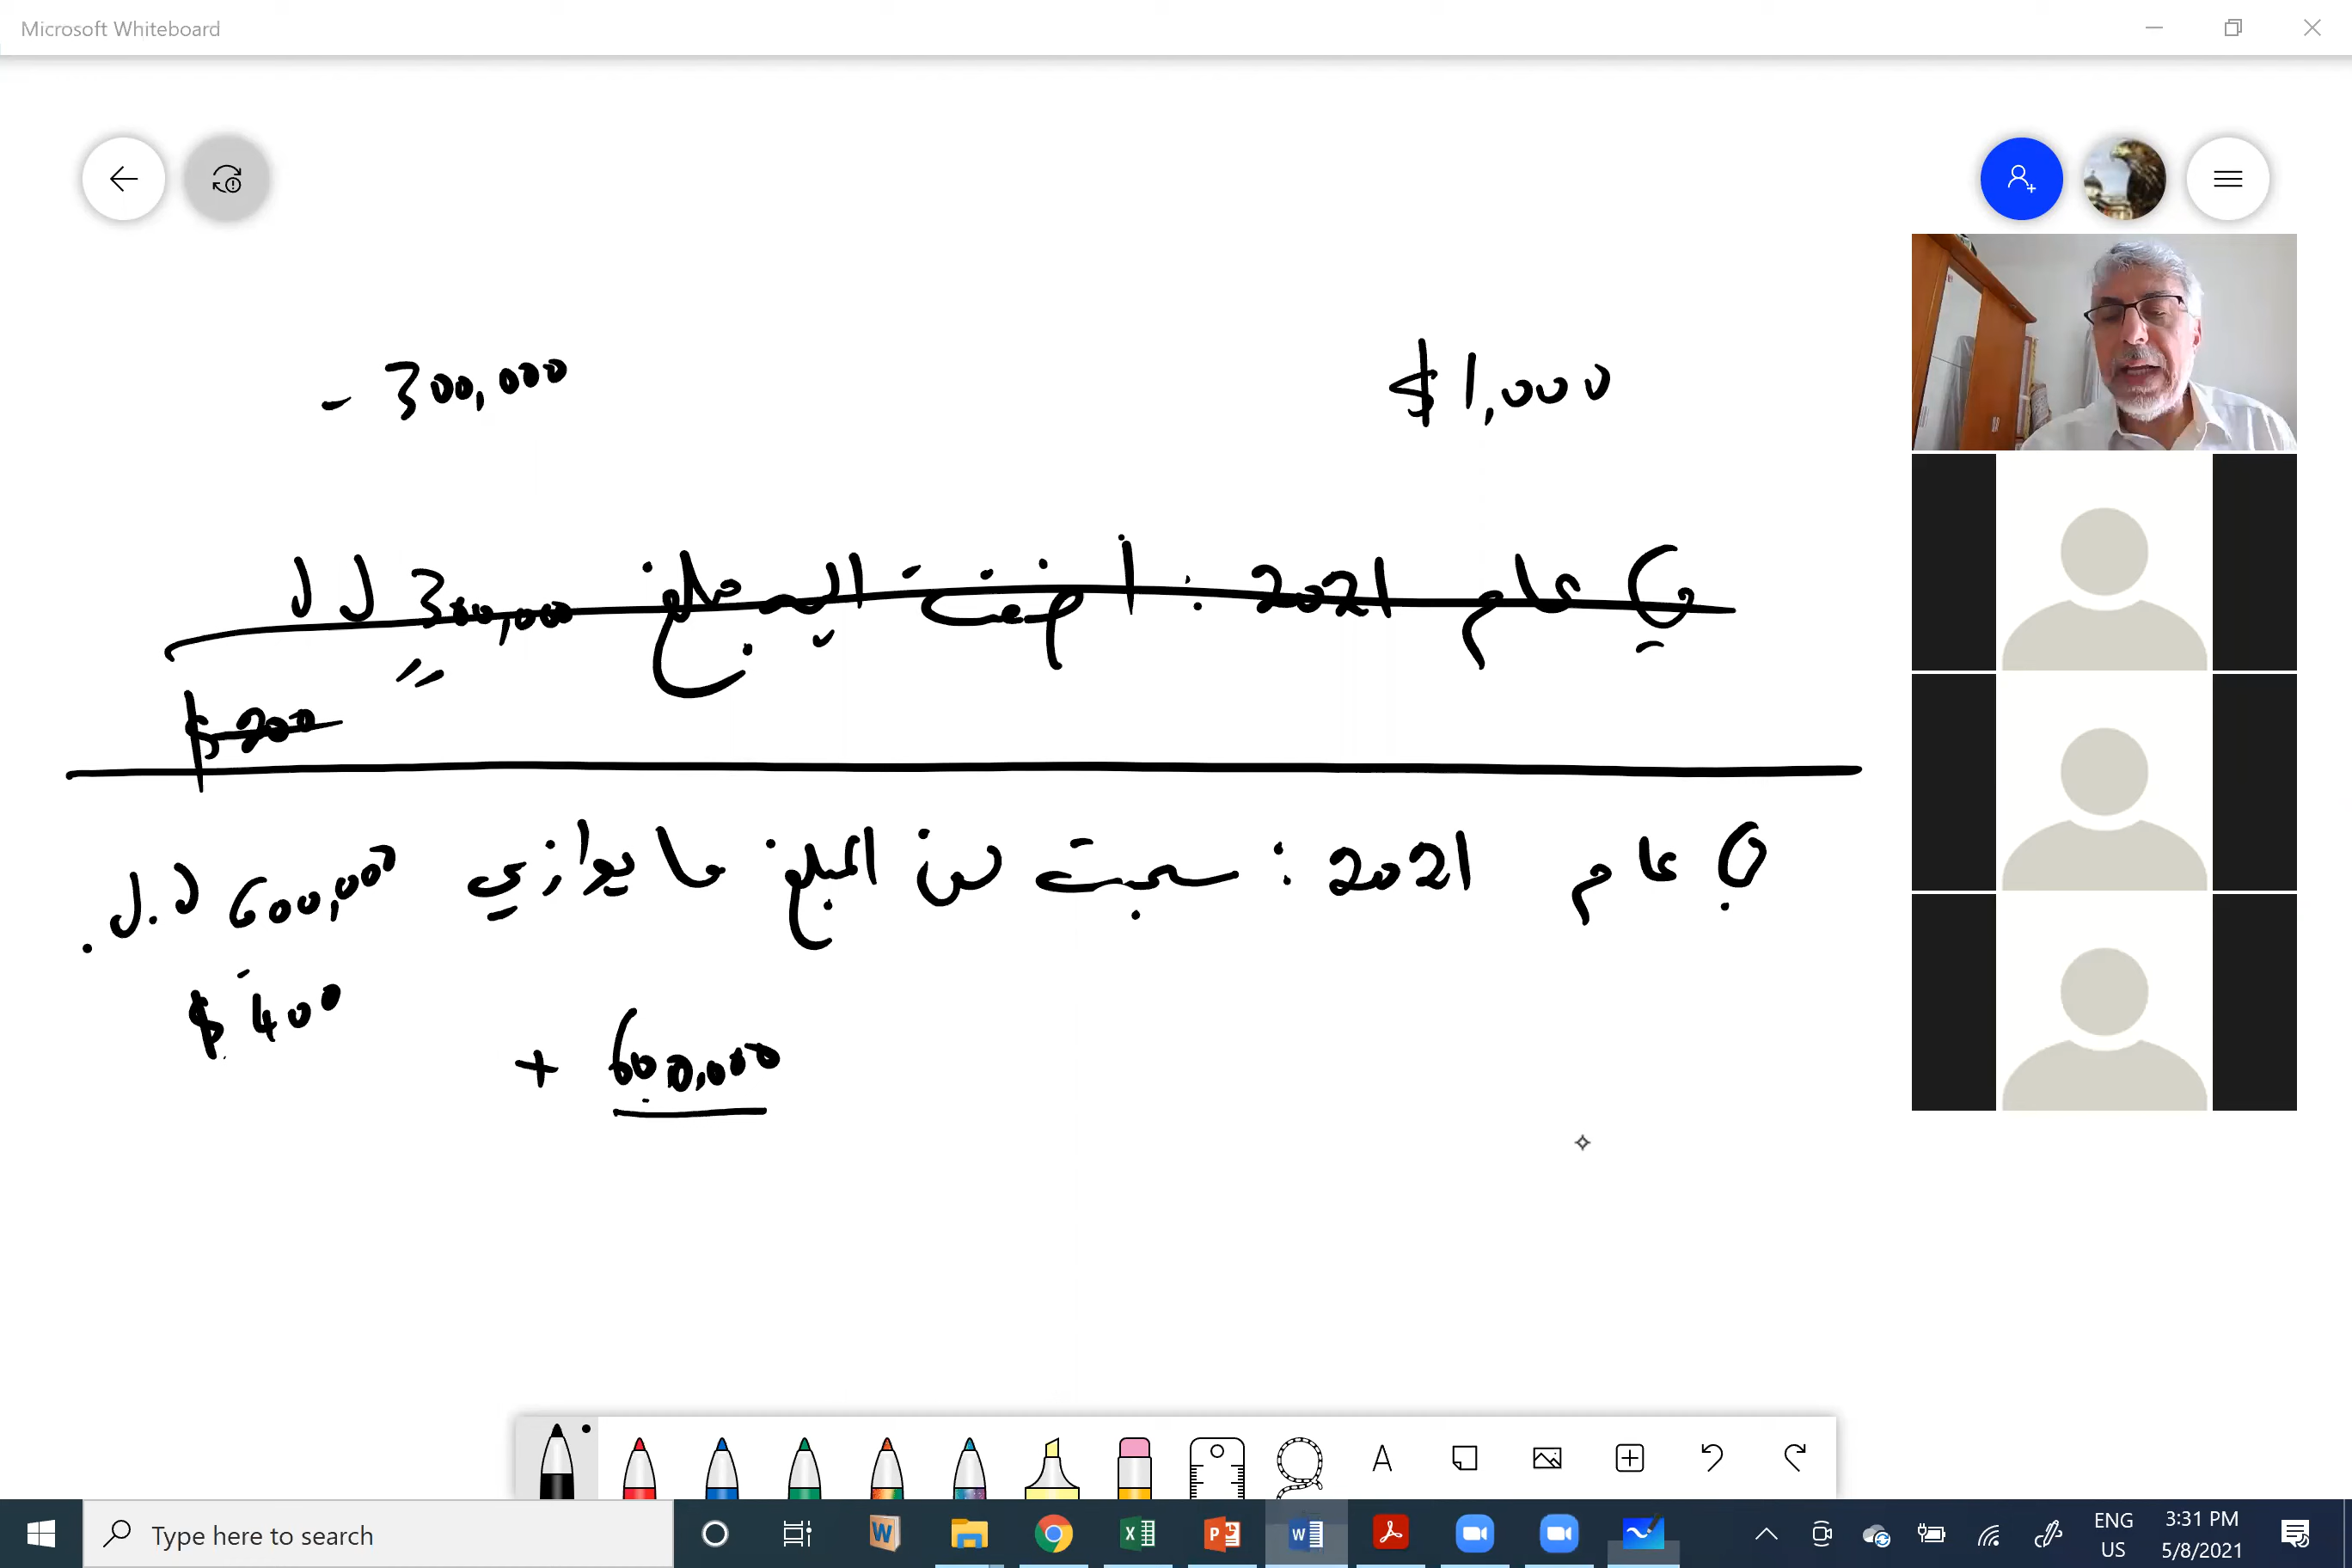 Microsoft Whiteboard
- 300,000
$1,000
في عام 2021 : أضفت الى المبلغ 300,000 ل ل
$ 200
في عام 2021 : سحبت من المبلغ ما يوازي 600,000 ل.ل.
$ 400
+ 600,000
Type here to search
ENG
US
3:31 PM
5/8/2021